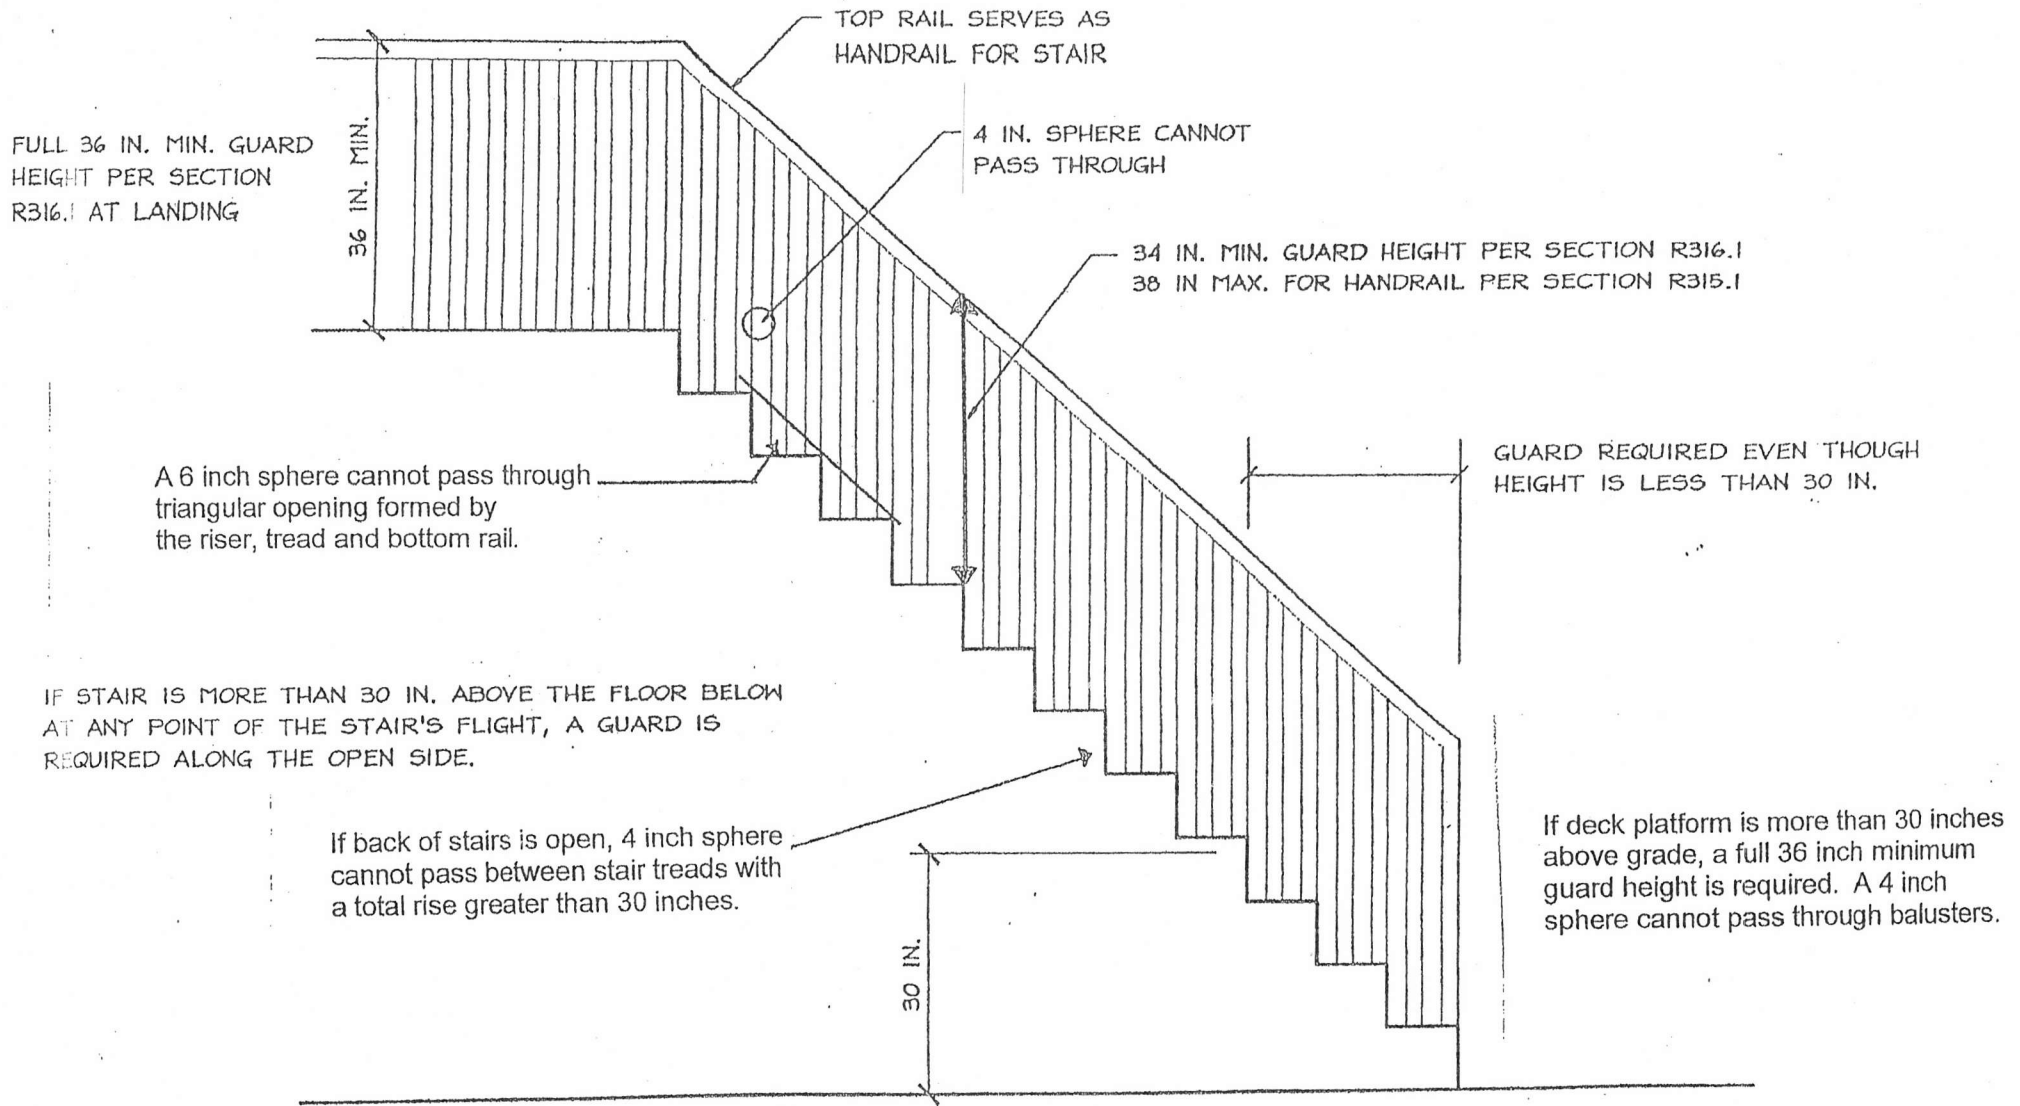 TOP RAIL SERVES AS
HANDRAIL FOR STAIR
4 IN. SPHERE CANNOT
PASS THROUGH
FULL 36 IN. MIN. GUARD
HEIGHT PER SECTION
R316.1 AT LANDING
36 IN. MIN.
34 IN. MIN. GUARD HEIGHT PER SECTION R316.1
38 IN MAX. FOR HANDRAIL PER SECTION R315.1
GUARD REQUIRED EVEN THOUGH
HEIGHT IS LESS THAN 30 IN.
A 6 inch sphere cannot pass through
triangular opening formed by
the riser, tread and bottom rail.
IF STAIR IS MORE THAN 30 IN. ABOVE THE FLOOR BELOW
AT ANY POINT OF THE STAIR'S FLIGHT, A GUARD IS
REQUIRED ALONG THE OPEN SIDE.
If back of stairs is open, 4 inch sphere
cannot pass between stair treads with
a total rise greater than 30 inches.
30 IN.
If deck platform is more than 30 inches
above grade, a full 36 inch minimum
guard height is required. A 4 inch
sphere cannot pass through balusters.